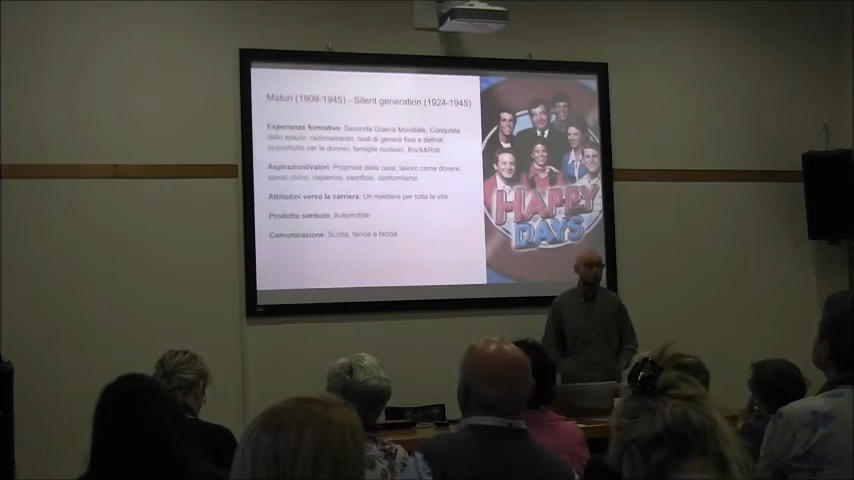 Maturi (1909-1945) - Silent generation (1924-1945)
Esperienze formative: Seconda Guerra Mondiale, Conquista
dello spazio, razionamento, ruoli di genere fissi e definiti
(soprattutto per le donne), famiglie nucleari, Rock&Roll
Aspirazioni/valori: Proprietà della casa, lavoro come dovere,
senso civico, risparmio, sacrificio, conformismo.
Attitudini verso la carriera: Un mestiere per tutta la vita
Prodotto simbolo: Automobile
Comunicazione: Scritta, faccia a faccia
HAPPY
DAYS